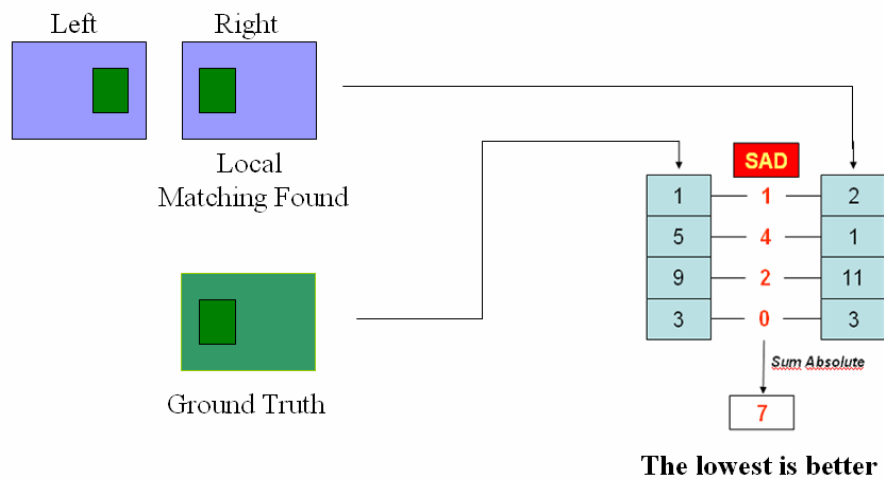 Left
Right
Local
Matching Found
Ground Truth
SAD
1 1 2
5 4 1
9 2 11
3 0 3
Sum Absolute
7
The lowest is better